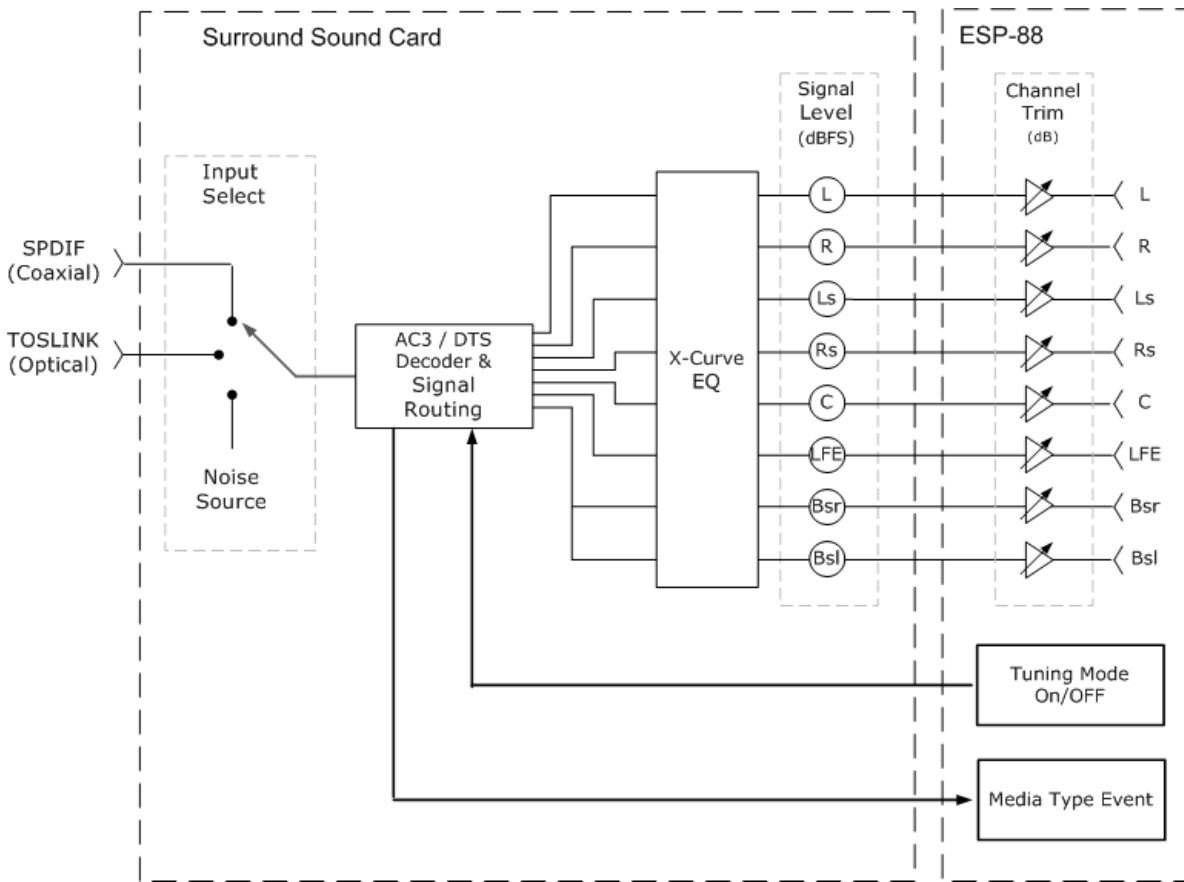 Surround Sound Card
ESP-88
Signal
Level
(dBFS)
Channel
Trim
(dB)
Input
Select
SPDIF
(Coaxial)
TOSLINK
(Optical)
Noise
Source
AC3 / DTS
Decoder &
Signal
Routing
X-Curve
EQ
L
L
R
R
Ls
Ls
Rs
Rs
C
C
LFE
LFE
Bsr
Bsr
Bsl
Bsl
Tuning Mode
On/OFF
Media Type Event